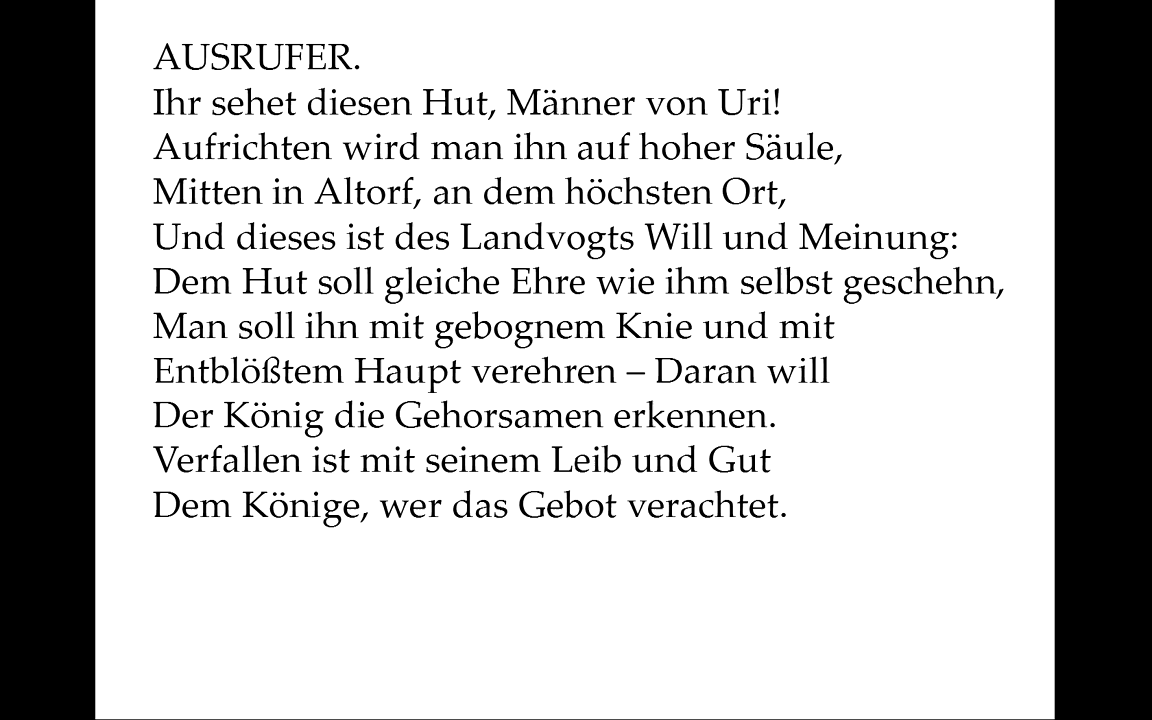 AUSRUFER.
Ihr sehet diesen Hut, Männer von Uri!
Aufrichten wird man ihn auf hoher Säule,
Mitten in Altorf, an dem höchsten Ort,
Und dieses ist des Landvogts Will und Meinung:
Dem Hut soll gleiche Ehre wie ihm selbst geschehn,
Man soll ihn mit gebognem Knie und mit
Entblößtem Haupt verehren – Daran will
Der König die Gehorsamen erkennen.
Verfallen ist mit seinem Leib und Gut
Dem Könige, wer das Gebot verachtet.